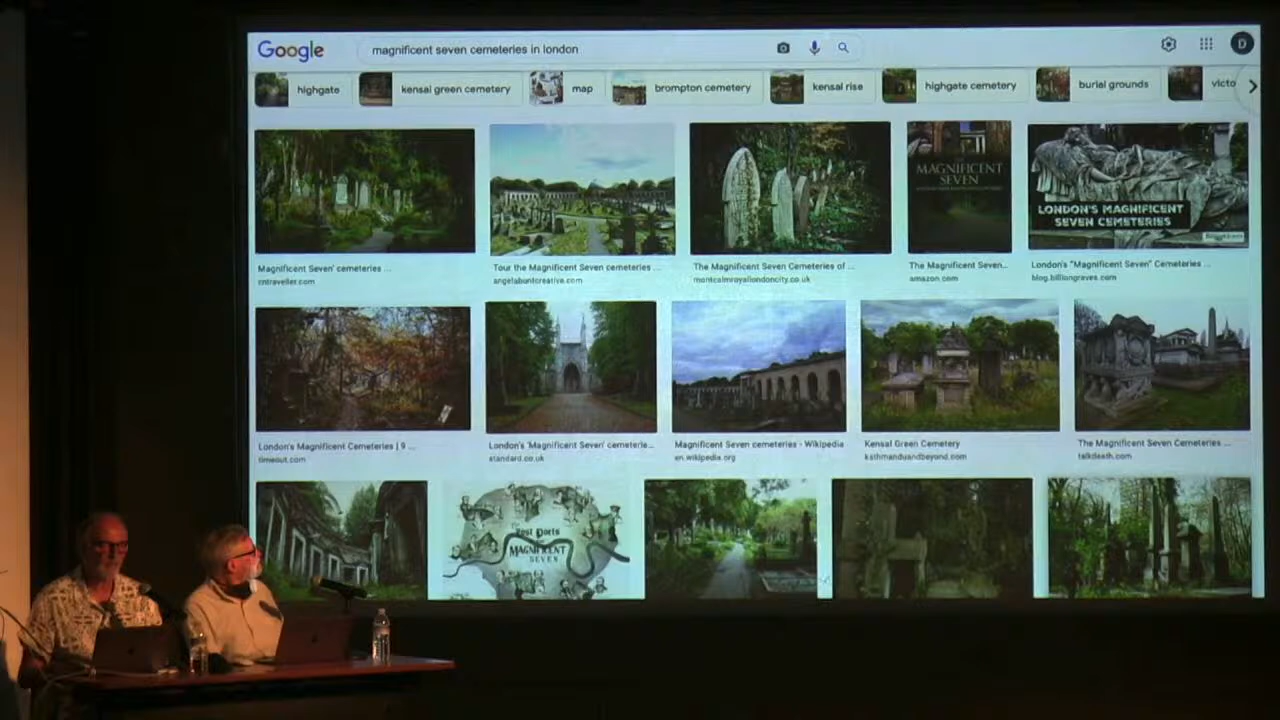 Google
magnificent seven cemeteries in london
D
highgate
kensal green cemetery
map
brompton cemetery
kensal rise
highgate cemetery
burial grounds
victo
MAGNIFICENT
SEVEN
LONDON'S MAGNIFICENT
SEVEN CEMETERIES
Magnificent Seven' cemeteries ...
cntraveller.com
Tour the Magnificent Seven cemeteries ...
angelabuntcreative.com
The Magnificent Seven Cemeteries of ...
montcalmroyallondoncity.co.uk
The Magnificent Seven...
amazon.com
London's "Magnificent Seven" Cemeteries ...
blog.billiongraves.com
London's Magnificent Cemeteries | 9 ...
timeout.com
London's 'Magnificent Seven' cemeterie...
standard.co.uk
Magnificent Seven cemeteries - Wikipedia
en.wikipedia.org
Kensal Green Cemetery
kathmanduandbeyond.com
The Magnificent Seven Cemeteries ...
talkdeath.com
MAGNIFICENT
SEVEN